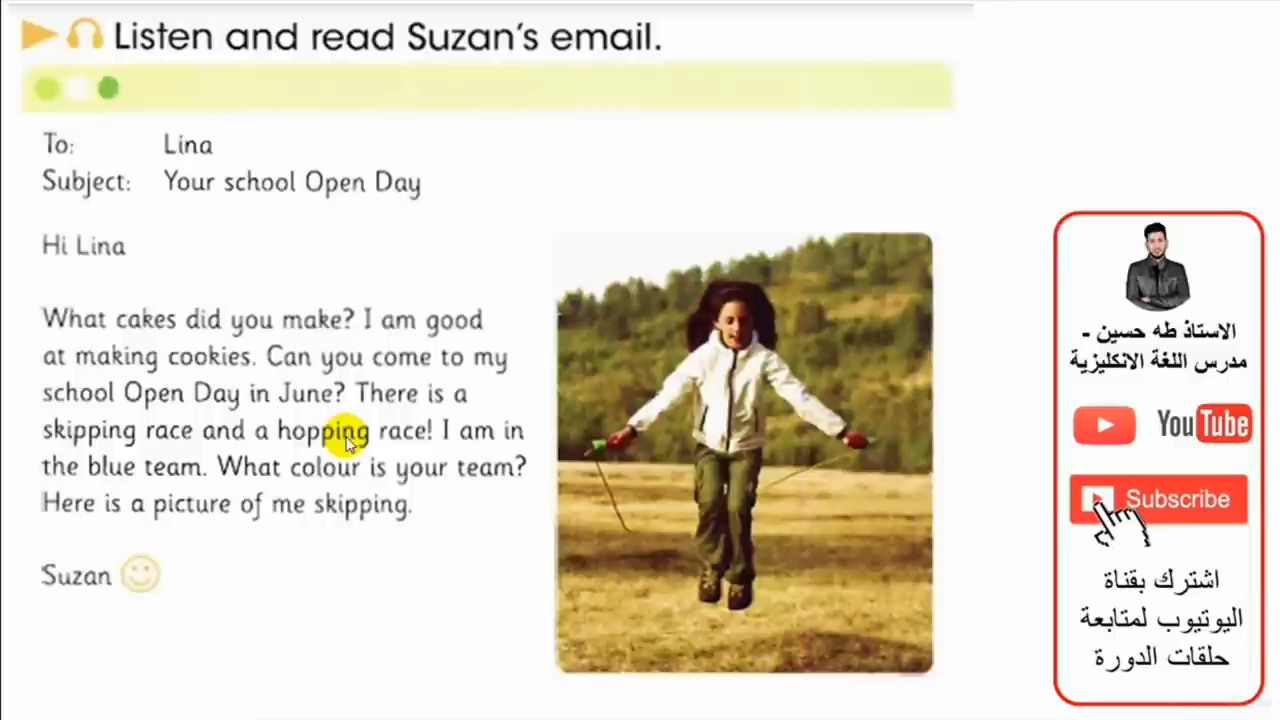 Listen and read Suzan's email.
To: Lina
Subject: Your school Open Day
Hi Lina
What cakes did you make? I am good
at making cookies. Can you come to my
school Open Day in June? There is a
skipping race and a hopping race! I am in
the blue team. What colour is your team?
Here is a picture of me skipping.
Suzan
الاستاذ طه حسين -
مدرس اللغة الانكليزية
YouTube
Subscribe
اشترك بقناة
اليوتيوب لمتابعة
حلقات الدورة